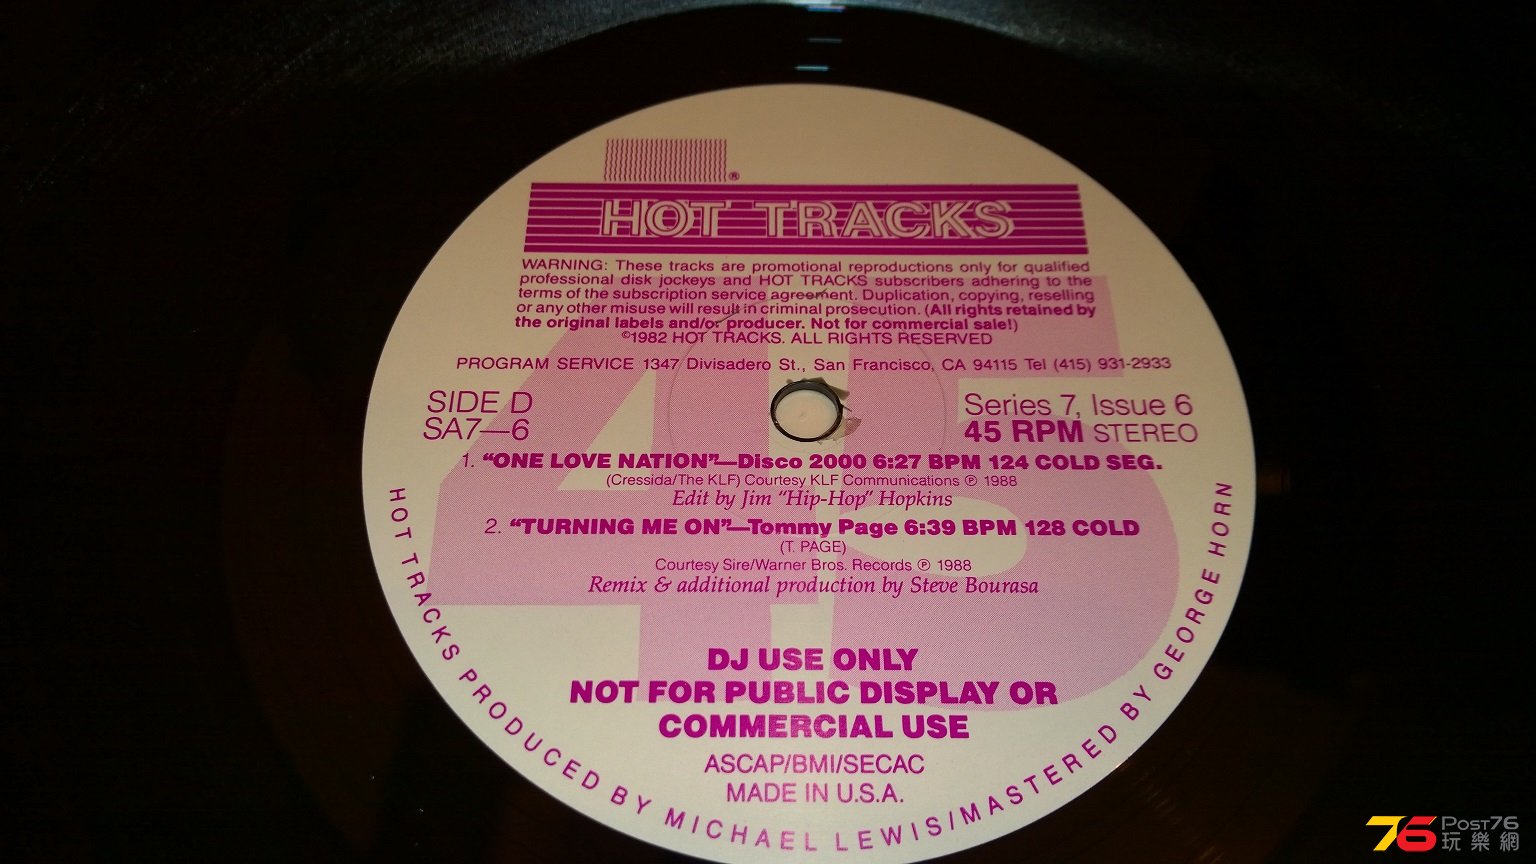 ®
HOT TRACKS
WARNING: These tracks are promotional reproductions only for qualified
professional disk jockeys and HOT TRACKS subscribers adhering to the
terms of the subscription service agreement. Duplication, copying, reselling
or any other misuse will result in criminal prosecution. (All rights retained by
the original labels and/or producer. Not for commercial sale!)
©1982 HOT TRACKS. ALL RIGHTS RESERVED
PROGRAM SERVICE 1347 Divisadero St., San Francisco, CA 94115 Tel (415) 931-2933
45
SIDE D
SA7—6
Series 7, Issue 6
45 RPM STEREO
1. “ONE LOVE NATION”—Disco 2000 6:27 BPM 124 COLD SEG.
(Cressida/The KLF) Courtesy KLF Communications ℗ 1988
Edit by Jim “Hip-Hop” Hopkins
2. “TURNING ME ON”—Tommy Page 6:39 BPM 128 COLD
(T. PAGE)
Courtesy Sire/Warner Bros. Records ℗ 1988
Remix & additional production by Steve Bourasa
DJ USE ONLY
NOT FOR PUBLIC DISPLAY OR
COMMERCIAL USE
ASCAP/BMI/SECAC
MADE IN U.S.A.
HOT TRACKS PRODUCED BY MICHAEL LEWIS/MASTERED BY GEORGE HORN
76 POST76
玩樂網